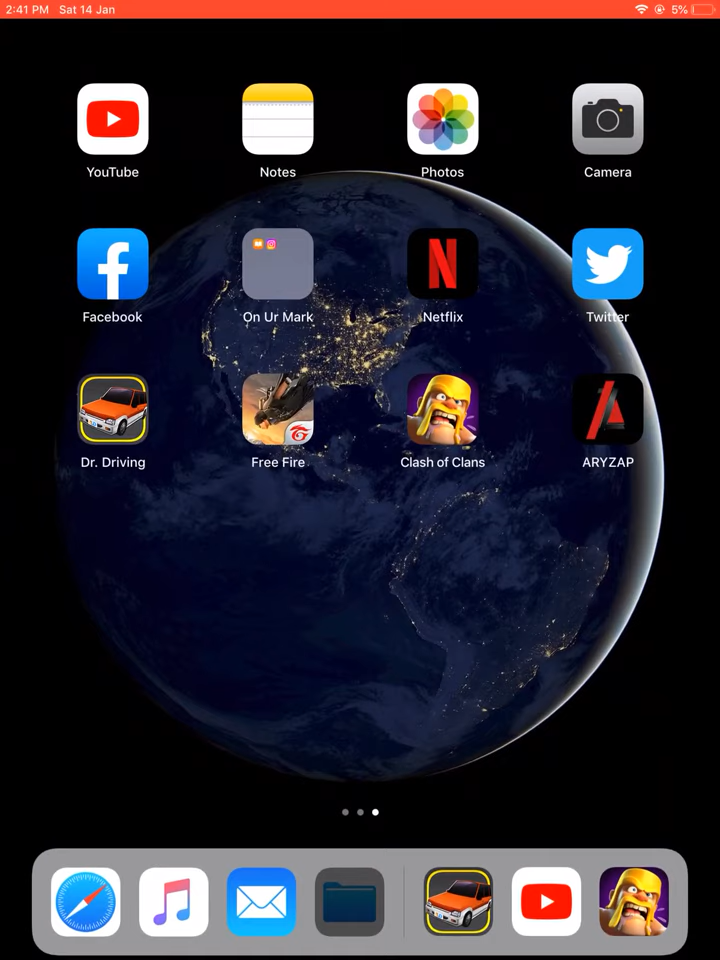 2:41 PM Sat 14 Jan 5%
YouTube Notes Photos Camera
Facebook On Ur Mark Netflix Twitter
Dr. Driving Free Fire Clash of Clans ARYZAP